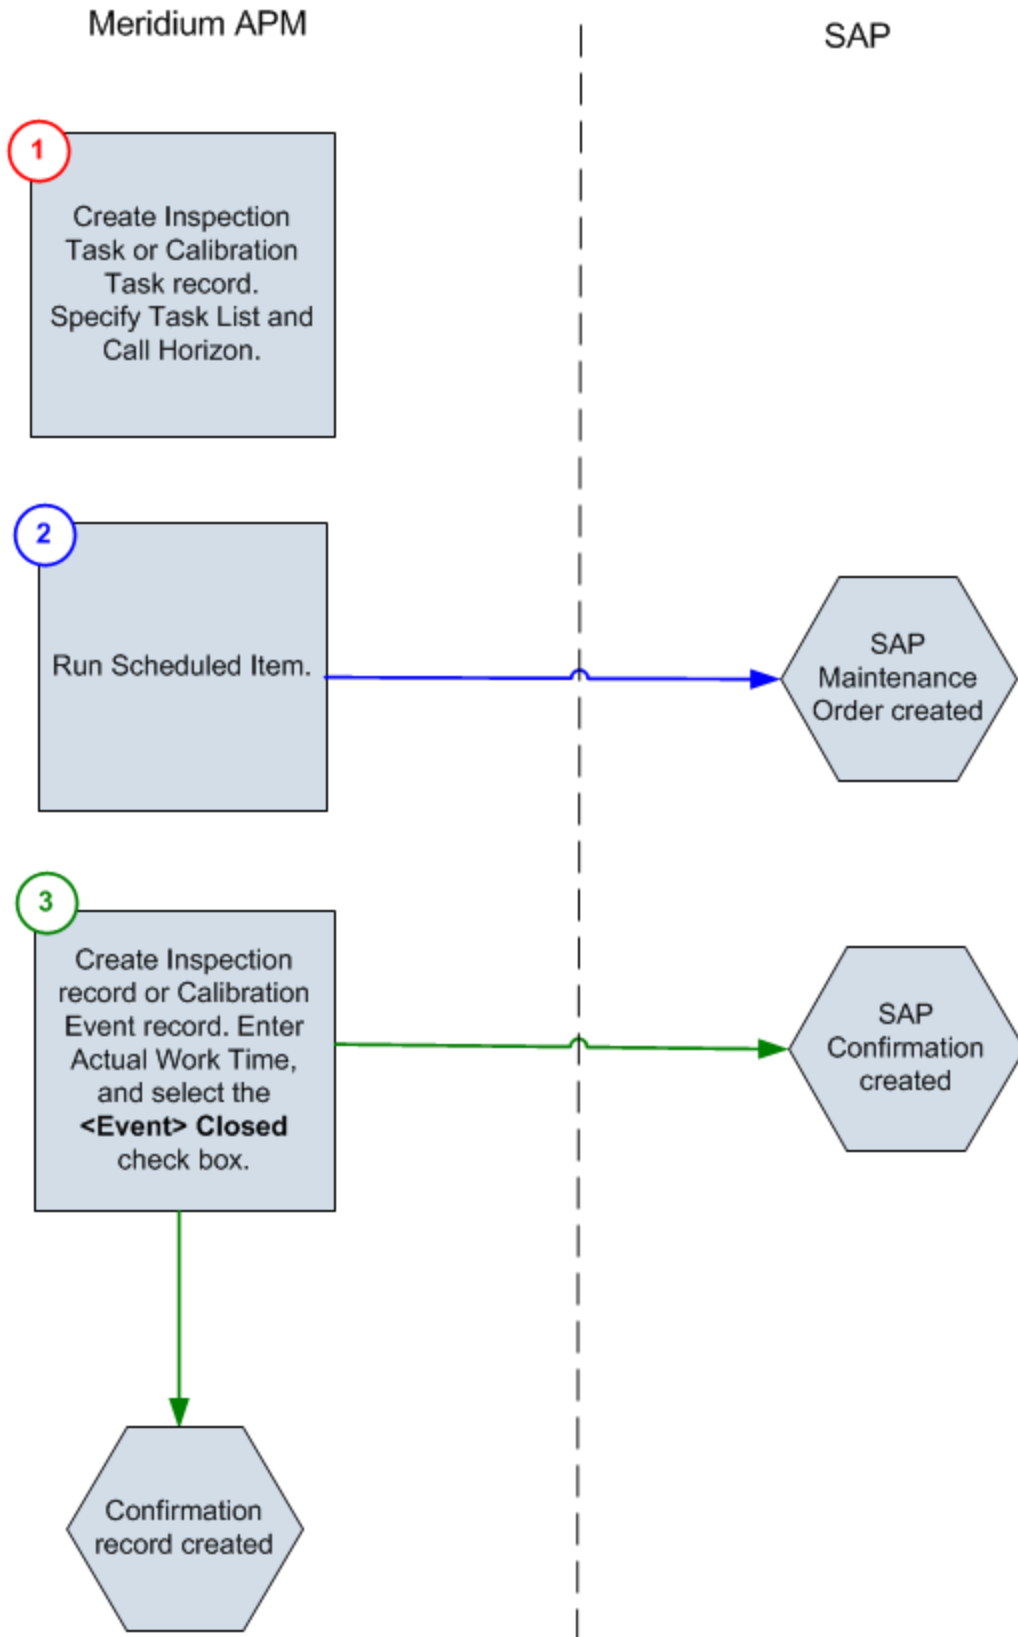 Meridium APM
SAP
1
Create Inspection
Task or Calibration
Task record.
Specify Task List and
Call Horizon.
2
Run Scheduled Item.
SAP
Maintenance
Order created
3
Create Inspection
record or Calibration
Event record. Enter
Actual Work Time,
and select the
<Event> Closed
check box.
SAP
Confirmation
created
Confirmation
record created